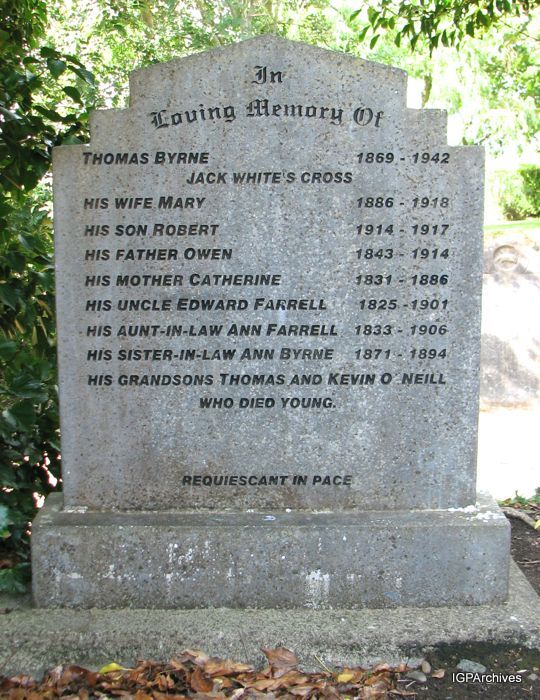 In
Loving Memory Of
THOMAS BYRNE 1869 - 1942
JACK WHITE'S CROSS
HIS WIFE MARY 1886 - 1918
HIS SON ROBERT 1914 - 1917
HIS FATHER OWEN 1843 - 1914
HIS MOTHER CATHERINE 1831 - 1886
HIS UNCLE EDWARD FARRELL 1825 - 1901
HIS AUNT-IN-LAW ANN FARRELL 1833 - 1906
HIS SISTER-IN-LAW ANN BYRNE 1871 - 1894
HIS GRANDSONS THOMAS AND KEVIN O'NEILL
WHO DIED YOUNG.
REQUIESCANT IN PACE
IGPArchives